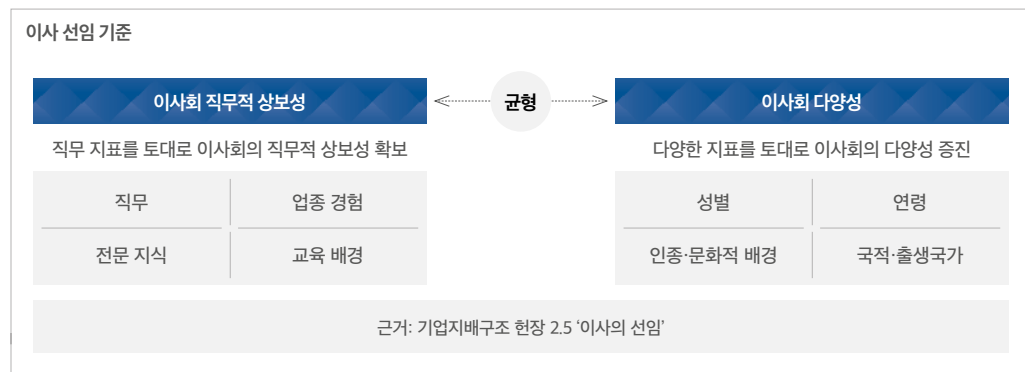 이사 선임 기준
이사회 직무적 상보성
균형
이사회 다양성
직무 지표를 토대로 이사회의 직무적 상보성 확보
다양한 지표를 토대로 이사회의 다양성 증진
직무
업종 경험
성별
연령
전문 지식
교육 배경
인종·문화적 배경
국적·출생국가
근거: 기업지배구조 헌장 2.5 ‘이사의 선임’